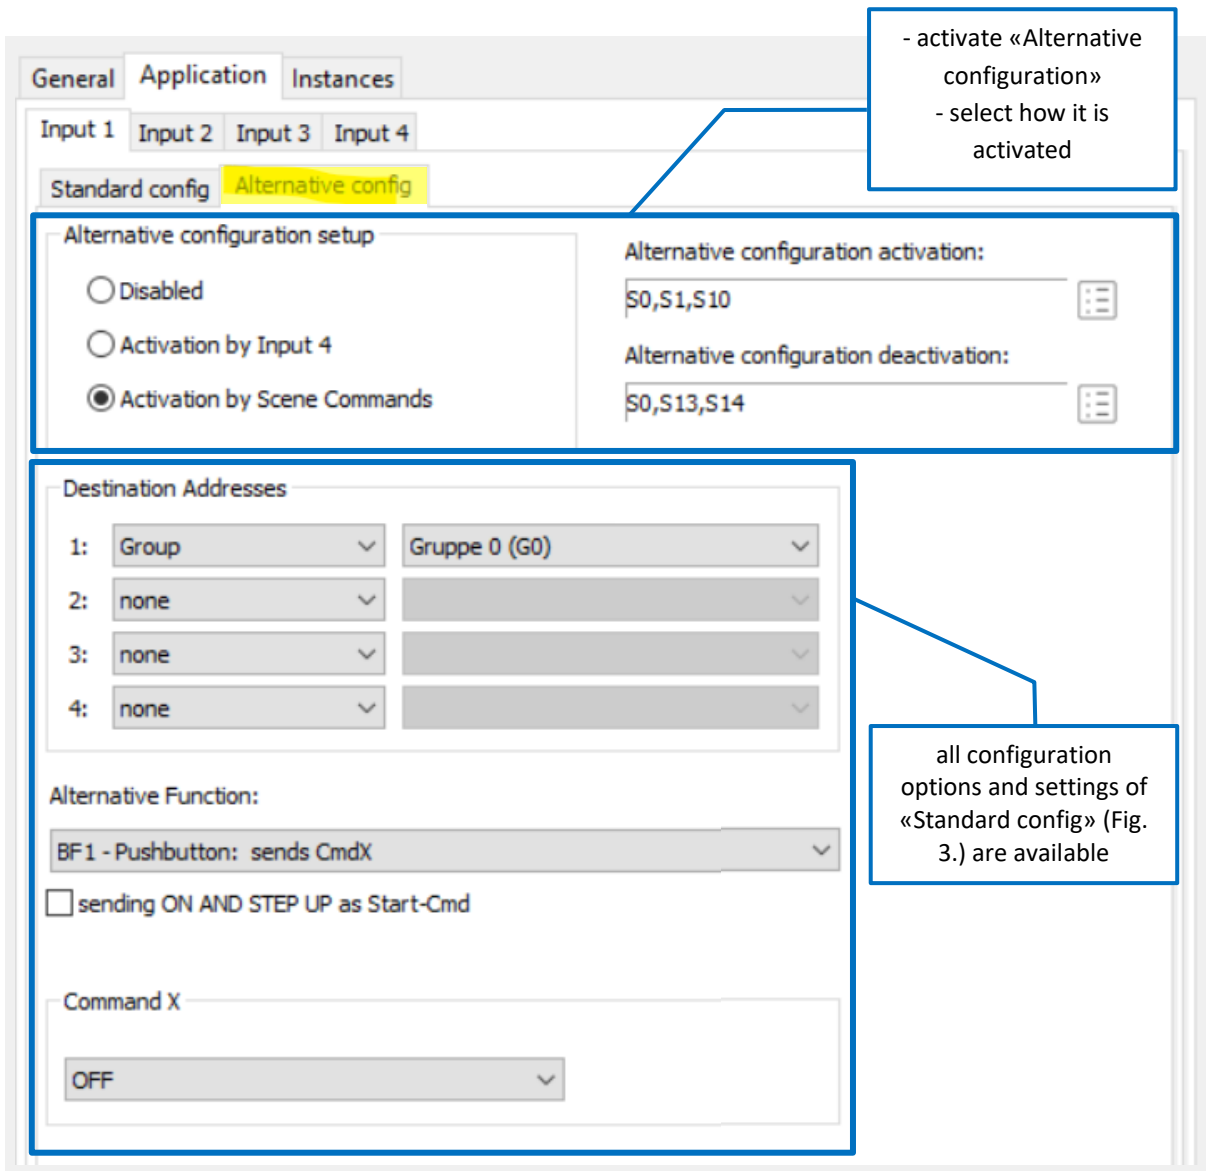 - activate «Alternative
configuration»
- select how it is
activated
General Application Instances
Input 1 Input 2 Input 3 Input 4
Standard config Alternative config
Alternative configuration setup
Disabled
Activation by Input 4
Activation by Scene Commands
Alternative configuration activation:
S0,S1,S10
Alternative configuration deactivation:
S0,S13,S14
Destination Addresses
1: Group Gruppe 0 (G0)
2: none
3: none
4: none
all configuration
options and settings of
«Standard config» (Fig.
3.) are available
Alternative Function:
BF1 - Pushbutton: sends CmdX
sending ON AND STEP UP as Start-Cmd
Command X
OFF